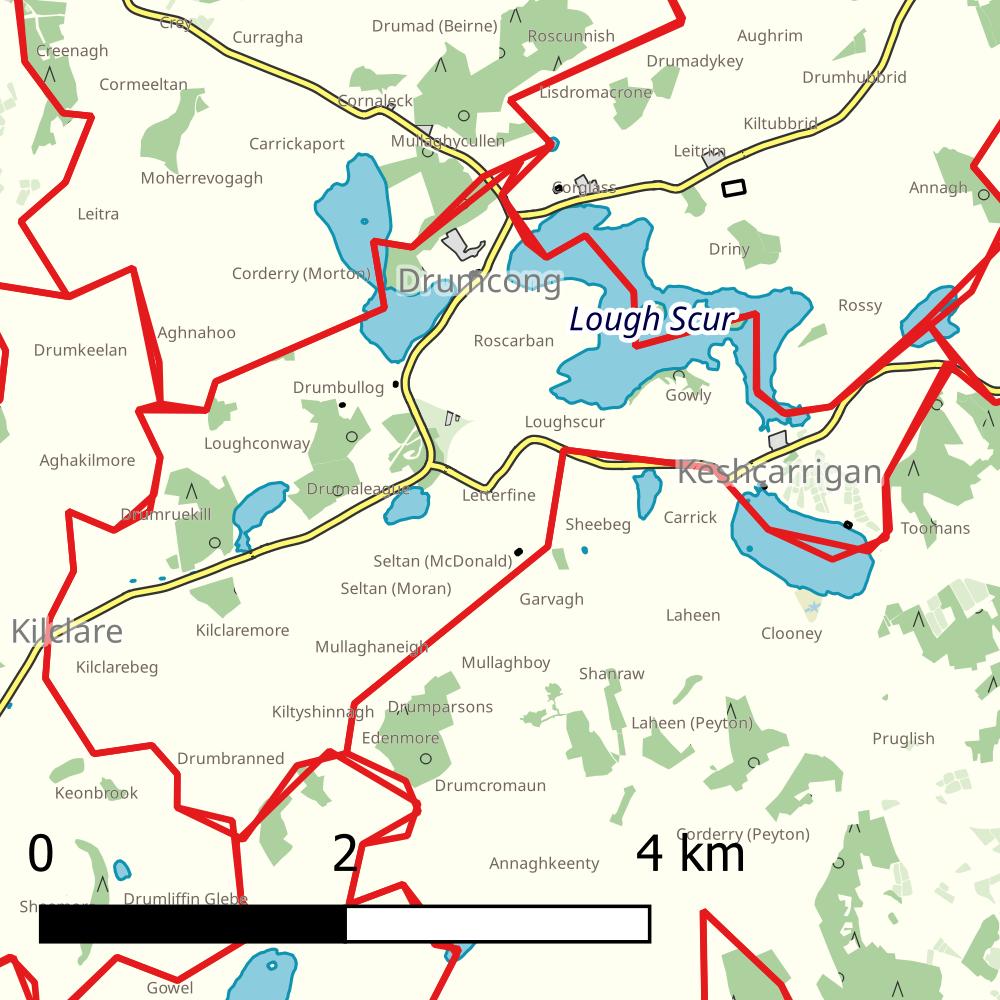 Crey
Drumad (Beirne)
Roscunnish
Aughrim
Curragha
Creenagh
Drumadykey
Drumhubbrid
Cormeeltan
Lisdromacrone
Cornaleck
Kiltubbrid
Carrickaport
Mullaghycullen
Leitrim
Moherrevogagh
Corglass
Annagh
Leitra
Driny
Corderry (Morton)
Drumcong
Rossy
Lough Scur
Aghnahoo
Roscarban
Drumkeelan
Drumbullog
Gowly
Loughscur
Loughconway
Aghakilmore
Keshcarrigan
Drumaleague
Letterfine
Drumruekill
Carrick
Sheebeg
Toomans
Seltan (McDonald)
Seltan (Moran)
Garvagh
Laheen
Kilclare
Kilclaremore
Clooney
Mullaghaneigh
Mullaghboy
Kilclarebeg
Shanraw
Kiltyshinnagh
Drumparsons
Laheen (Peyton)
Edenmore
Pruglish
Drumbranned
Drumcromaun
Keonbrook
Corderry (Peyton)
0
2
4 km
Annaghkeenty
Drumliffin Glebe
Gowel